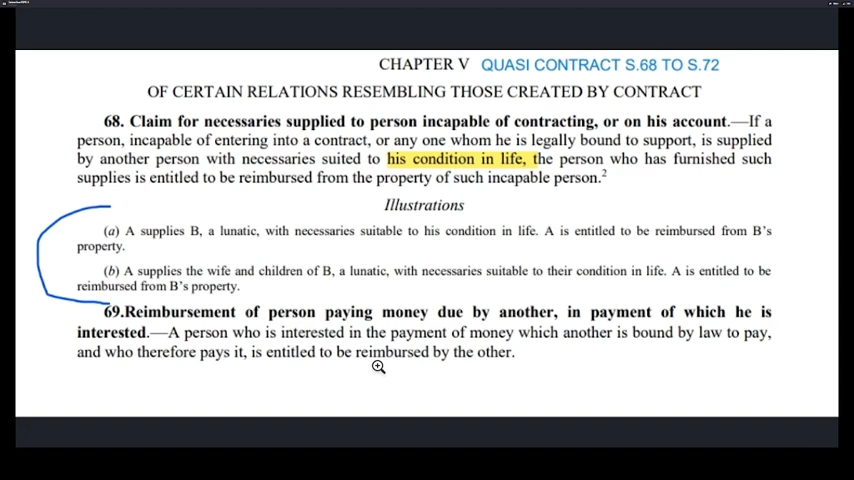 CHAPTER V QUASI CONTRACT S.68 TO S.72
OF CERTAIN RELATIONS RESEMBLING THOSE CREATED BY CONTRACT
68. Claim for necessaries supplied to person incapable of contracting, or on his account.—If a
person, incapable of entering into a contract, or any one whom he is legally bound to support, is supplied
by another person with necessaries suited to his condition in life, the person who has furnished such
supplies is entitled to be reimbursed from the property of such incapable person.2
Illustrations
(a) A supplies B, a lunatic, with necessaries suitable to his condition in life. A is entitled to be reimbursed from B's
property.
(b) A supplies the wife and children of B, a lunatic, with necessaries suitable to their condition in life. A is entitled to be
reimbursed from B's property.
69.Reimbursement of person paying money due by another, in payment of which he is
interested.—A person who is interested in the payment of money which another is bound by law to pay,
and who therefore pays it, is entitled to be reimbursed by the other.